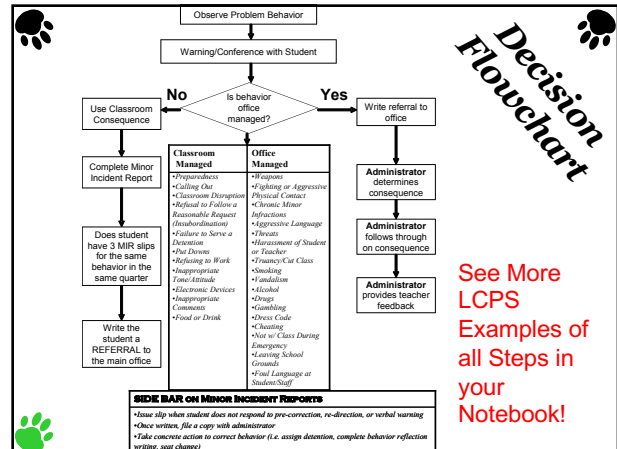 Observe Problem Behavior
Warning/Conference with Student
Decision
Flowchart
No
Is behavior
office
managed?
Yes
Use Classroom
Consequence
Complete Minor
Incident Report
Does student
have 3 MIR slips
for the same
behavior in the
same quarter
Write the
student a
REFERRAL to
the main office
Classroom
Managed
•Preparedness
•Calling Out
•Classroom Disruption
•Refusal to Follow a
Reasonable Request
(Insubordination)
•Failure to Serve a
Detention
•Put Downs
•Refusing to Work
•Inappropriate
Tone/Attitude
•Electronic Devices
•Inappropriate
Comments
•Food or Drink
Office
Managed
•Weapons
•Fighting or Aggressive
Physical Contact
•Chronic Minor
Infractions
•Aggressive Language
•Threats
•Harassment of Student
or Teacher
•Truancy/Cut Class
•Smoking
•Vandalism
•Alcohol
•Drugs
•Gambling
•Dress Code
•Cheating
•Not w/ Class During
Emergency
•Leaving School
Grounds
•Foul Language at
Student/Staff
Write referral to
office
Administrator
determines
consequence
Administrator
follows through
on consequence
Administrator
provides teacher
feedback
See More
LCPS
Examples of
all Steps in
your
Notebook!
SIDE BAR on Minor Incident Reports
•Issue slip when student does not respond to pre-correction, re-direction, or verbal warning
•Once written, file a copy with administrator
•Take concrete action to correct behavior (i.e. assign detention, complete behavior reflection
writing, seat change)